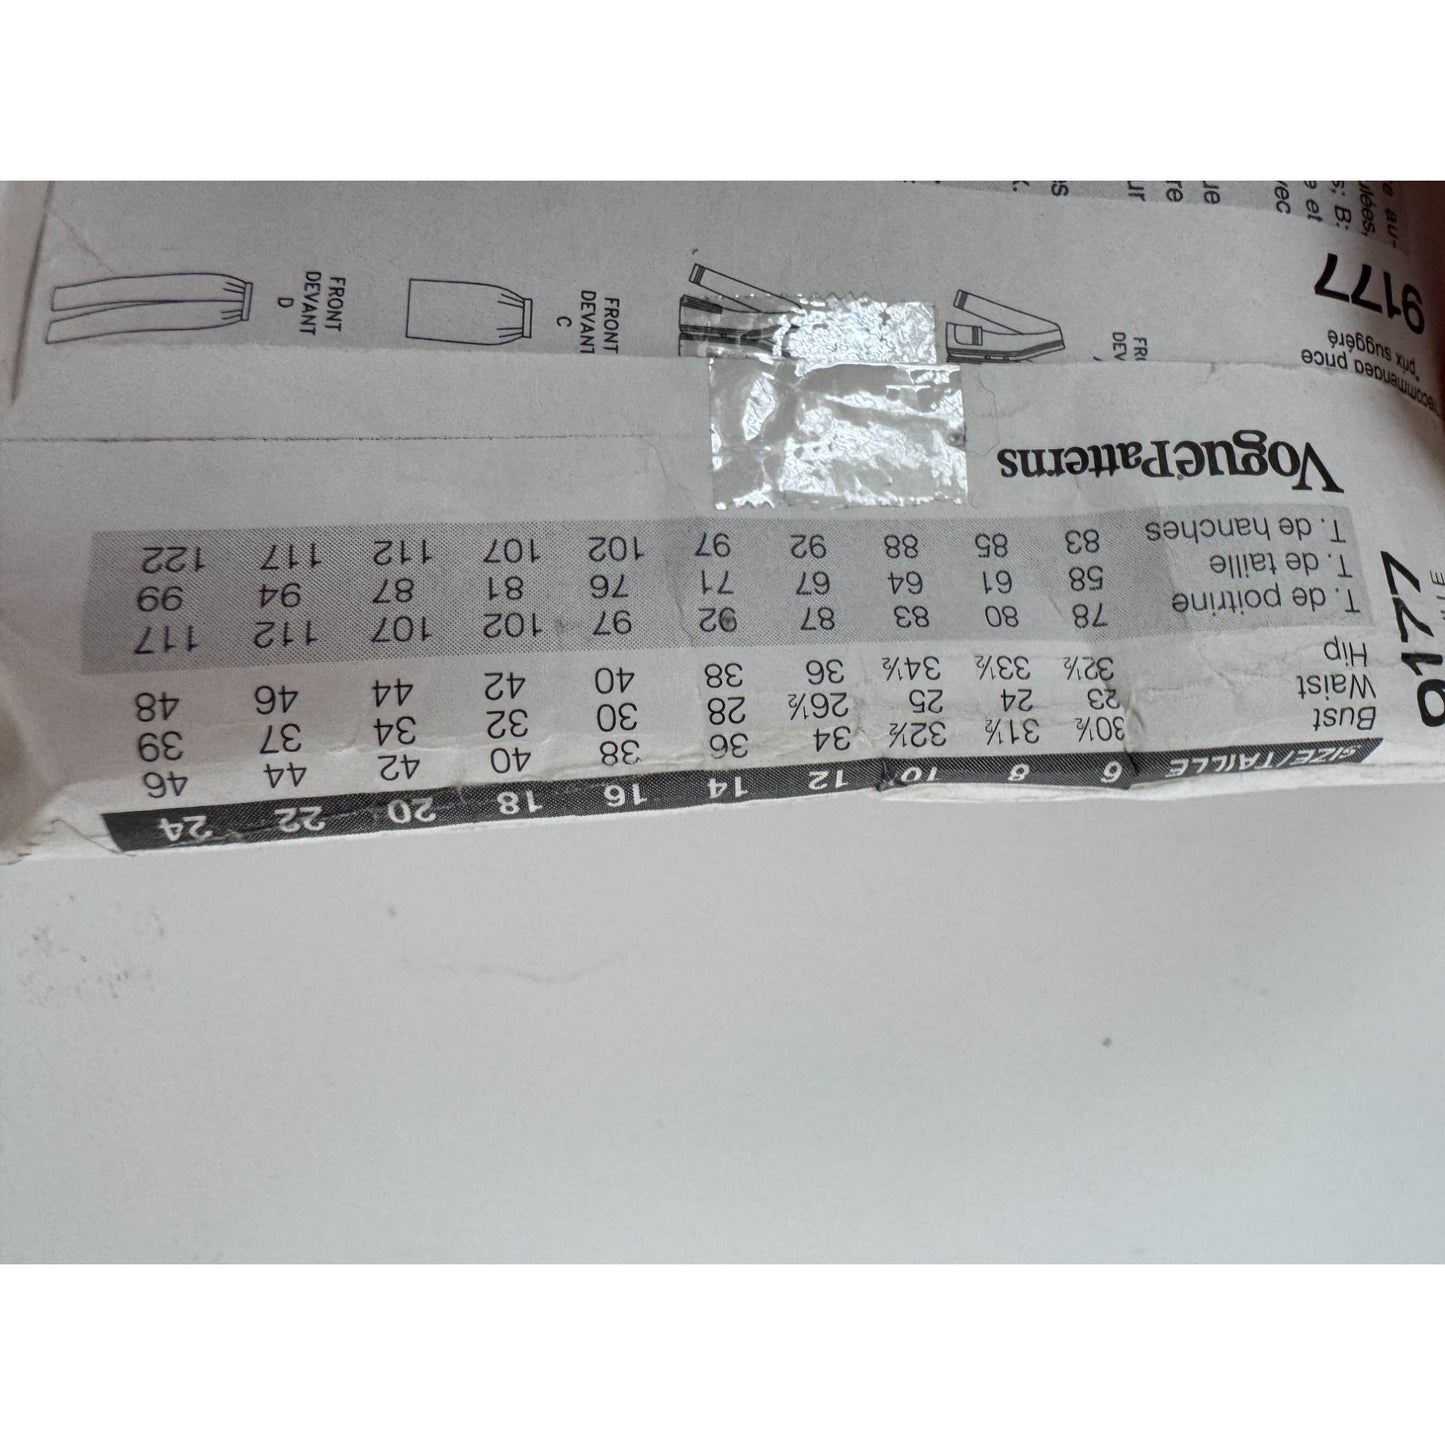 SIZE/TAILLE 6 8 10 12 14 16 18 20 22 24
Bust 30½ 31½ 32½ 34 36 38 40 42 44 46
Waist 23 24 25 26½ 28 30 32 34 37 39
Hip 32½ 33½ 34½ 36 38 40 42 44 46 48
T. de poitrine 78 80 83 87 92 97 102 107 112 117
T. de taille 58 61 64 67 71 76 81 87 94 99
T. de hanches 83 85 88 92 97 102 107 112 117 122
9177
VoguePatterns
recommended price
*prix suggéré
9177
FRONT
DEVANT
C
FRONT
DEVANT
D